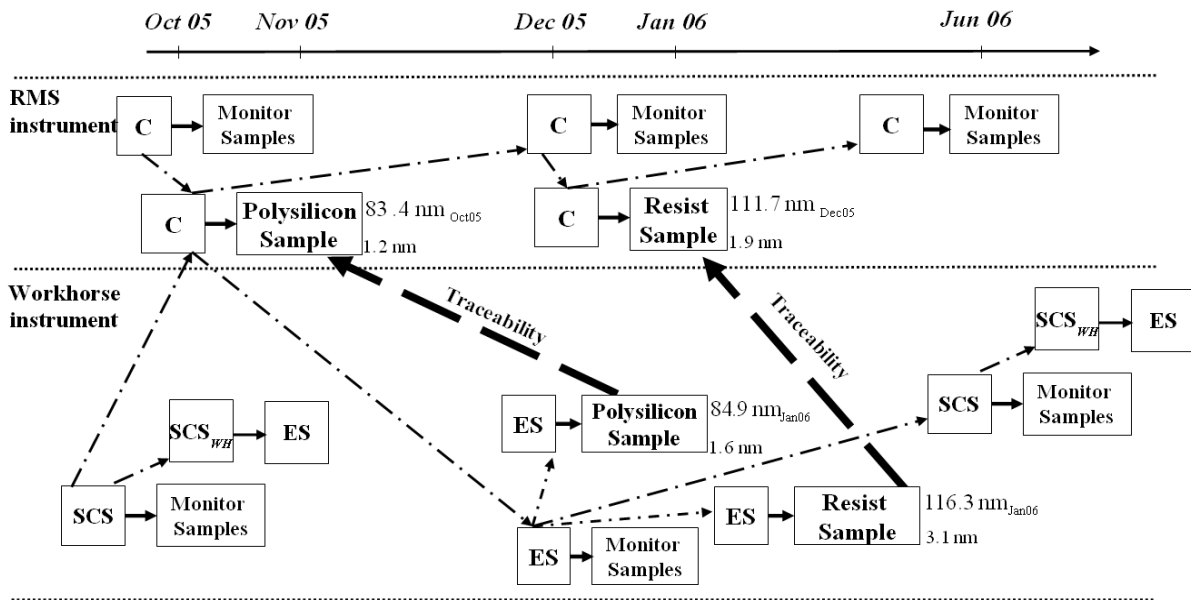 Oct 05 Nov 05 Dec 05 Jan 06 Jun 06
RMS
instrument
C
Monitor
Samples
C
Monitor
Samples
C
Monitor
Samples
C
Polysilicon
Sample
83 .4 nm Oct05
1.2 nm
C
Resist
Sample
111.7 nm Dec05
1.9 nm
Workhorse
instrument
Traceability
Traceability
SCS WH
ES
SCS
Monitor
Samples
ES
Polysilicon
Sample
84.9 nm Jan06
1.6 nm
SCS WH
ES
SCS
Monitor
Samples
ES
Monitor
Samples
ES
Resist
Sample
116.3 nm Jan06
3.1 nm